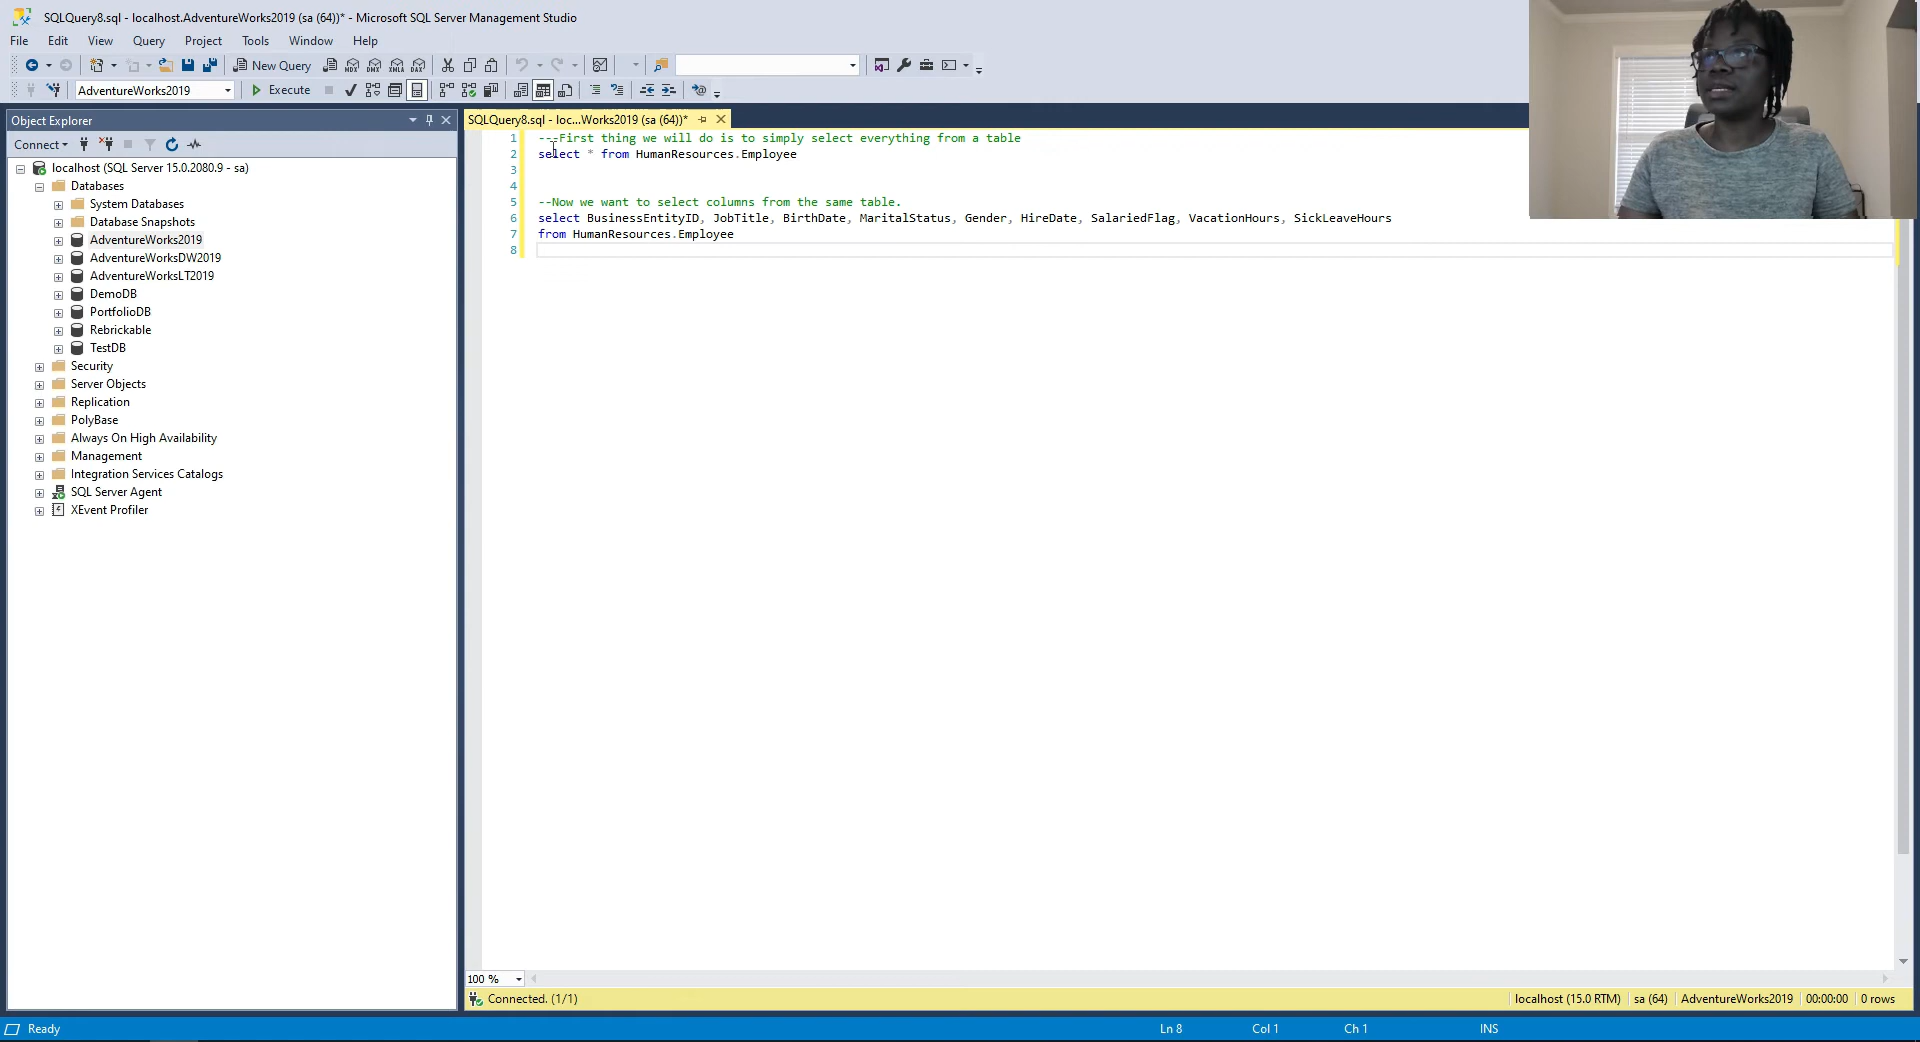 SQLQuery8.sql - localhost.AdventureWorks2019 (sa (64))* - Microsoft SQL Server Management Studio
File Edit View Query Project Tools Window Help
New Query MDX DMX XMLA DAX
AdventureWorks2019 Execute
Object Explorer
SQLQuery8.sql - loc...Works2019 (sa (64))*
Connect
localhost (SQL Server 15.0.2080.9 - sa)
Databases
System Databases
Database Snapshots
AdventureWorks2019
AdventureWorksDW2019
AdventureWorksLT2019
DemoDB
PortfolioDB
Rebrickable
TestDB
Security
Server Objects
Replication
PolyBase
Always On High Availability
Management
Integration Services Catalogs
SQL Server Agent
XEvent Profiler
1 ---First thing we will do is to simply select everything from a table
2 select * from HumanResources.Employee
3
4
5 --Now we want to select columns from the same table.
6 select BusinessEntityID, JobTitle, BirthDate, MaritalStatus, Gender, HireDate, SalariedFlag, VacationHours, SickLeaveHours
7 from HumanResources.Employee
8
100 %
Connected. (1/1) localhost (15.0 RTM) sa (64) AdventureWorks2019 00:00:00 0 rows
Ready Ln 8 Col 1 Ch 1 INS